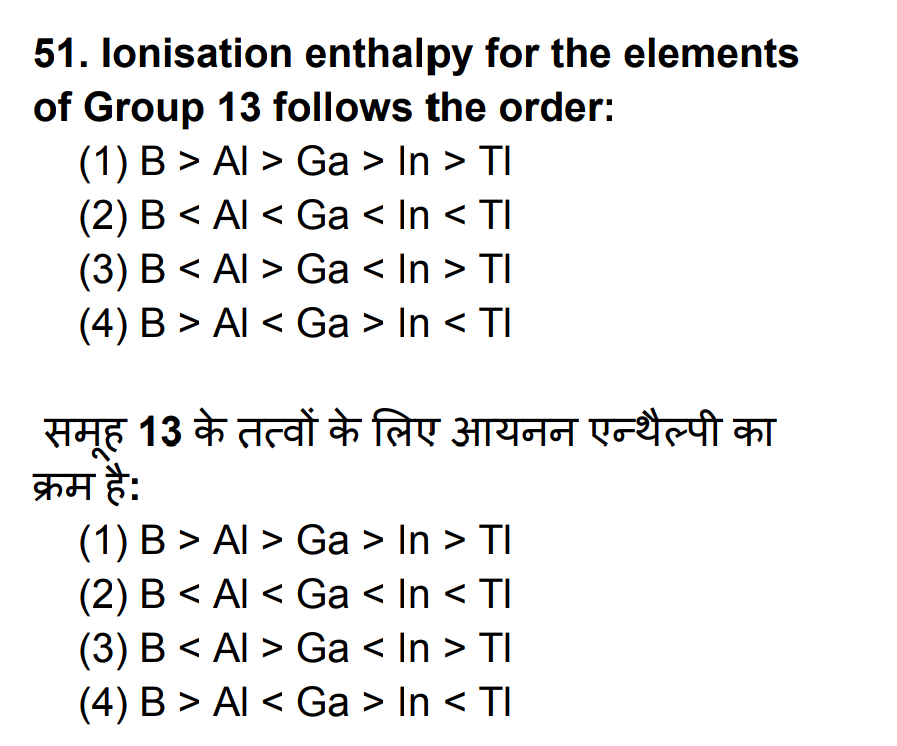 51. Ionisation enthalpy for the elements
of Group 13 follows the order:
(1) B > Al > Ga > In > Tl
(2) B < Al < Ga < In < Tl
(3) B < Al > Ga < In > Tl
(4) B > Al < Ga > In < Tl
समूह 13 के तत्वों के लिए आयनन एन्थैल्पी का
क्रम है:
(1) B > Al > Ga > In > Tl
(2) B < Al < Ga < In < Tl
(3) B < Al > Ga < In > Tl
(4) B > Al < Ga > In < Tl